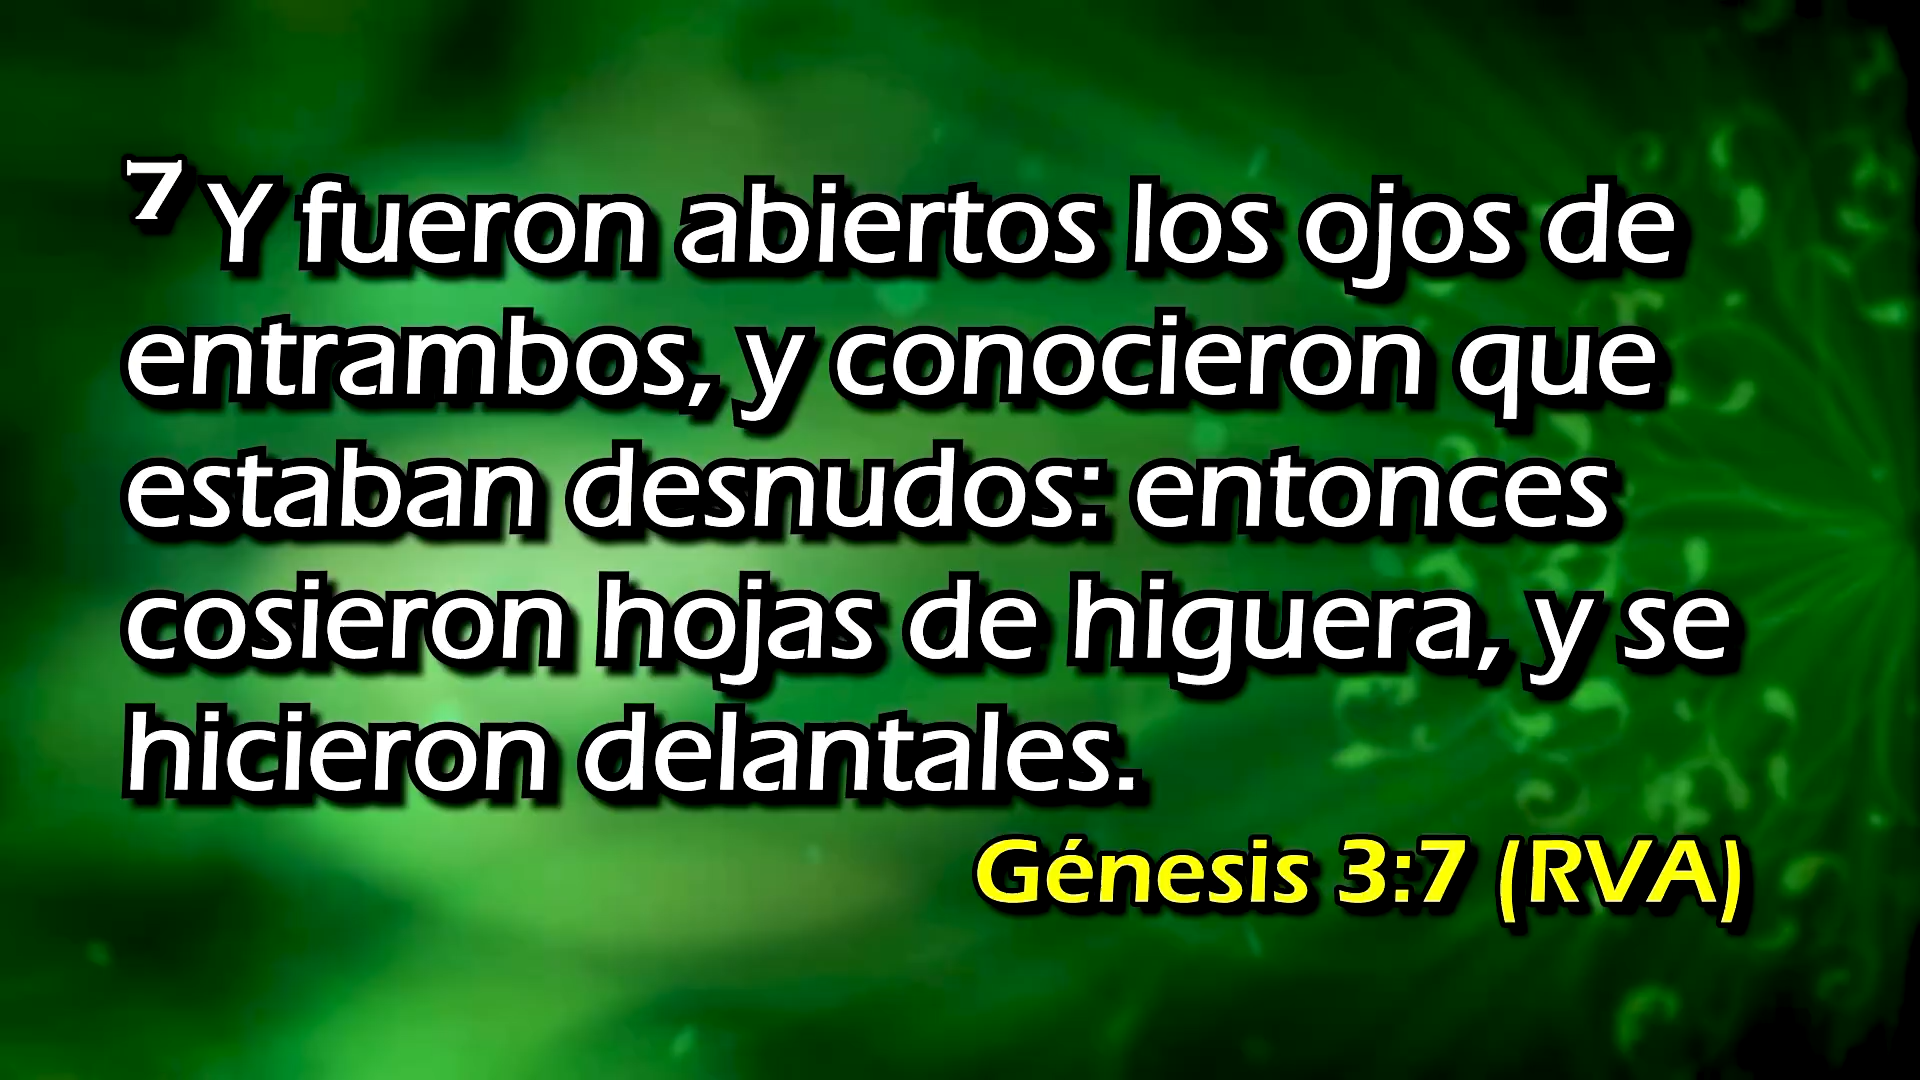 7 Y fueron abiertos los ojos de
entrambos, y conocieron que
estaban desnudos: entonces
cosieron hojas de higuera, y se
hicieron delantales.
Génesis 3:7 (RVA)